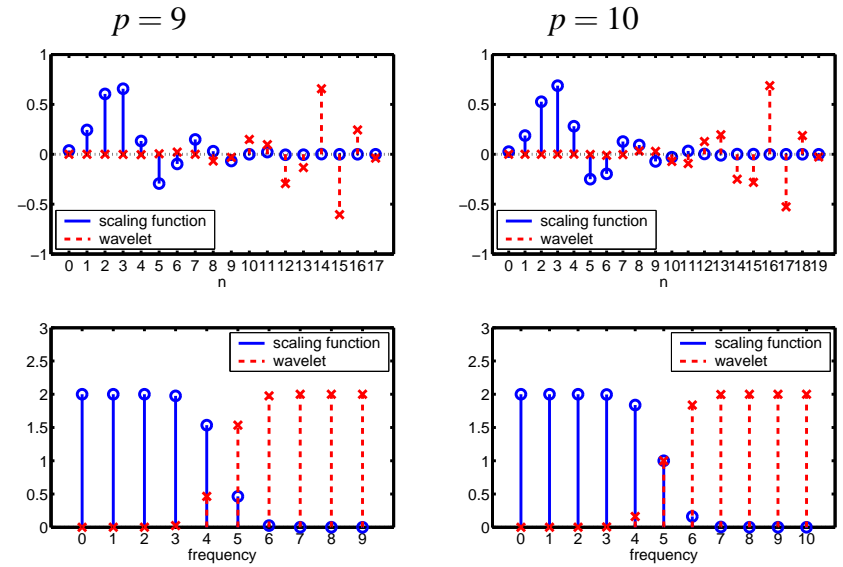 p = 9
p = 10
1
0.5
0
−0.5
−1
scaling function
wavelet
0 1 2 3 4 5 6 7 8 9 10 11 12 13 14 15 16 17
n
1
0.5
0
−0.5
−1
scaling function
wavelet
0 1 2 3 4 5 6 7 8 9 10 11 12 13 14 15 16 17 18 19
n
3
2.5
2
1.5
1
0.5
0
scaling function
wavelet
0 1 2 3 4 5 6 7 8 9
frequency
3
2.5
2
1.5
1
0.5
0
scaling function
wavelet
0 1 2 3 4 5 6 7 8 9 10
frequency